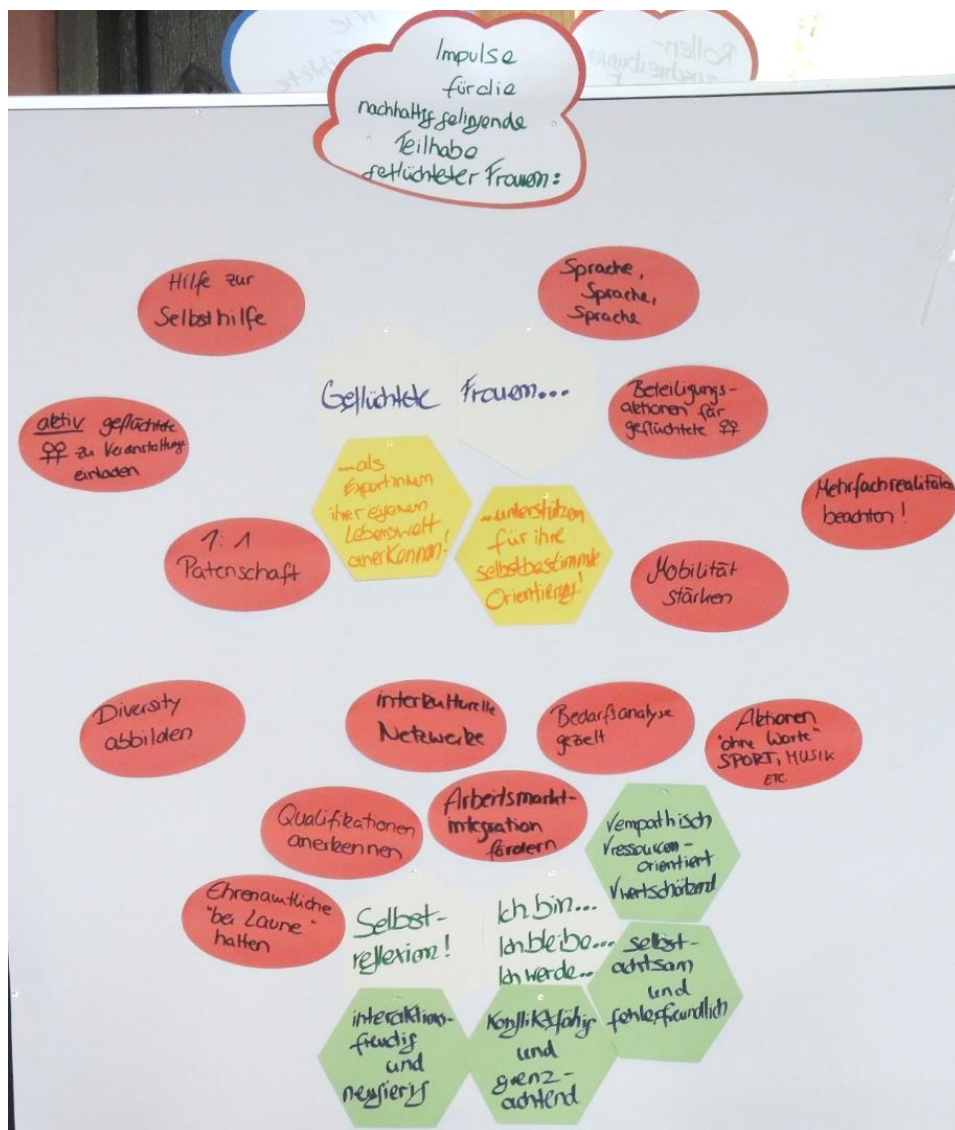 Wie
Rollen-
zuschreibungen
Impulse
für die
nachhaltig gelingende
Teilhabe
geflüchteter Frauen:
Hilfe zur
Selbsthilfe
Sprache,
Sprache,
Sprache
Geflüchtete Frauen...
aktiv geflüchtete
♀♀ zu Veranstaltungen
einladen
Beteiligungs-
aktionen für
geflüchtete ♀♀
...als
Expertinnen
ihrer eigenen
Lebenswelt
anerkennen!
...unterstützen
für ihre
selbstbestimmte
Orientierung!
Mehrfachrealitäten
beachten!
1:1
Patenschaft
Mobilität
stärken
Diversity
abbilden
interkulturelle
Netzwerke
Bedarfsanalyse
gezielt
Aktionen
"ohne Worte"
SPORT, MUSIK
ETC
Qualifikationen
anerkennen
Arbeitsmarkt-
integration
fördern
✓empathisch
✓ressourcen-
orientiert
✓wertschätzend
Ehrenamtliche
"bei Laune"
halten
Selbst-
reflexion!
Ich bin...
Ich bleibe...
Ich werde...
selbst-
achtsam
und
fehlerfreundlich
interaktions-
freudig
und
neugierig
Konfliktfähig
und
grenz-
achtend